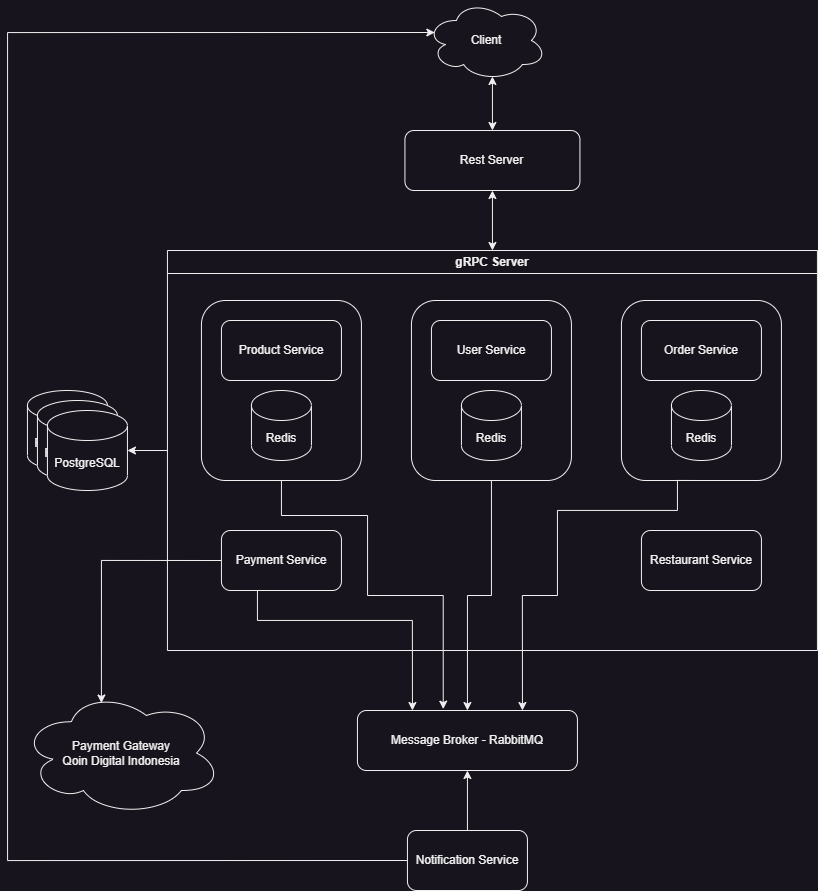 Client
Rest Server
gRPC Server
Product Service
User Service
Order Service
Redis
Redis
Redis
PostgreSQL
Payment Service
Restaurant Service
Payment Gateway
Qoin Digital Indonesia
Message Broker - RabbitMQ
Notification Service